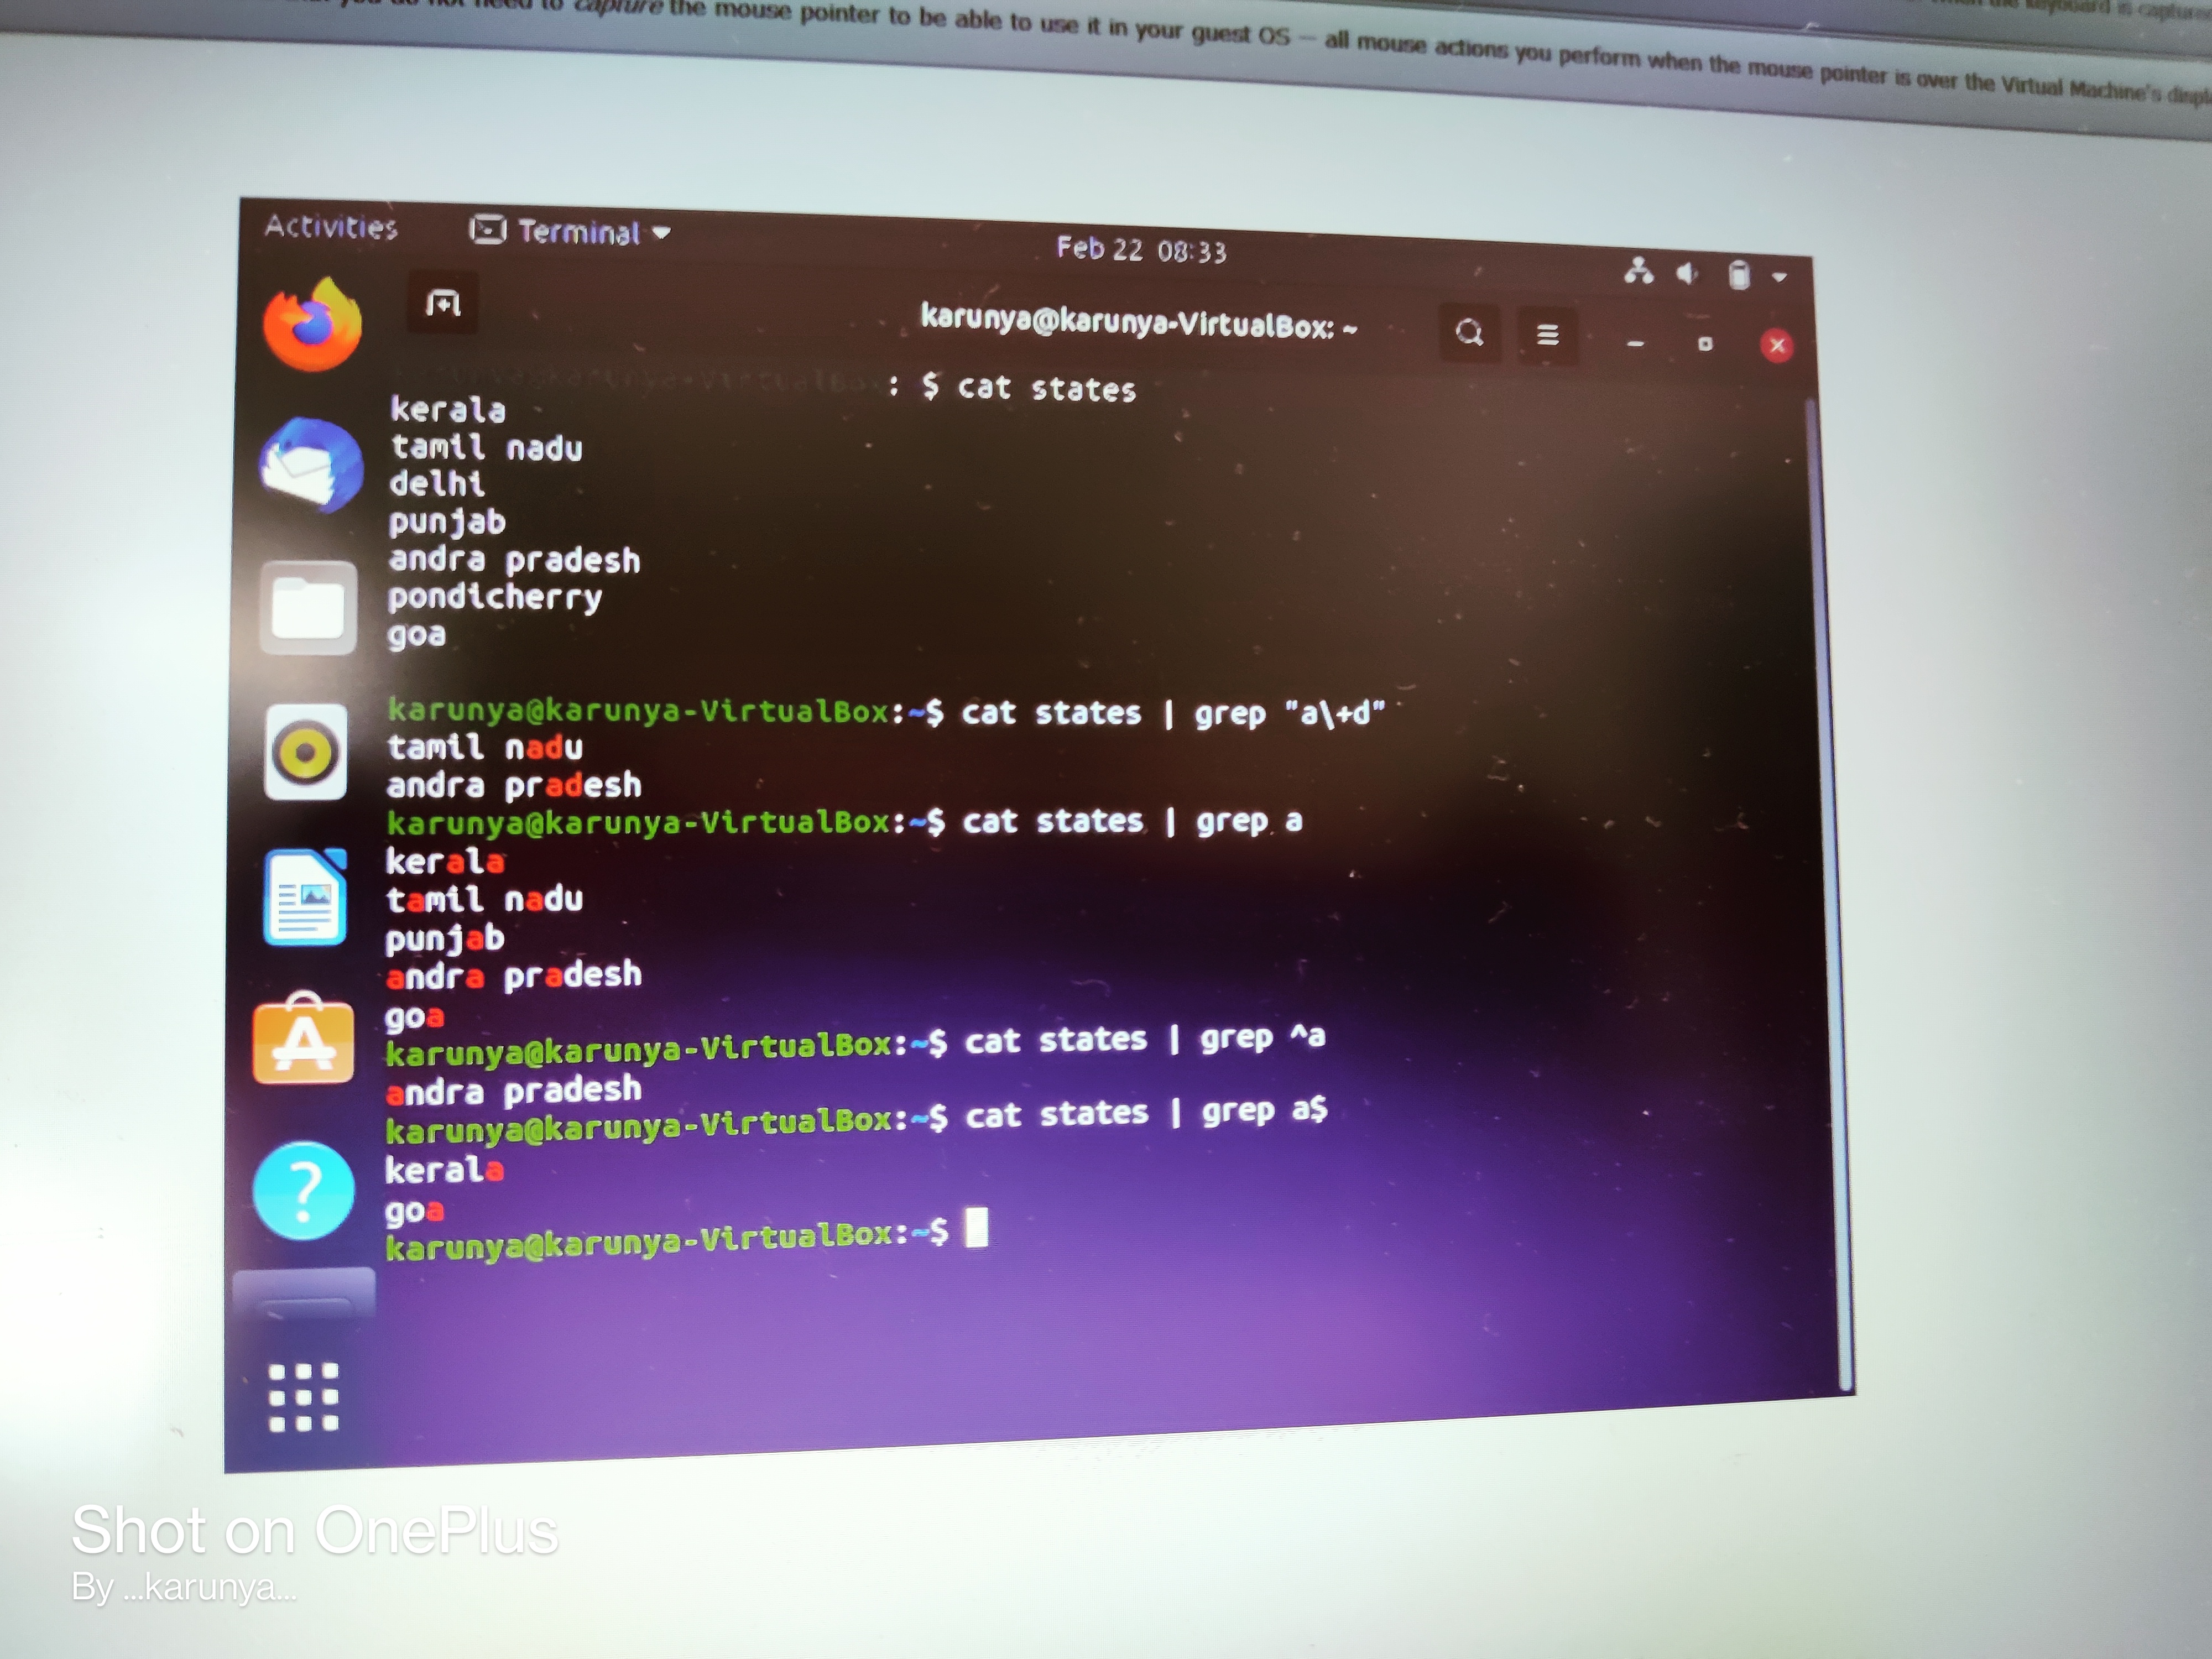 to capture the mouse pointer to be able to use it in your guest OS — all mouse actions you perform when the mouse pointer is over the Virtual Machine's
the keyboard is
Activities Terminal Feb 22 08:33
karunya@karunya-VirtualBox: ~
: $ cat states
kerala
tamil nadu
delhi
punjab
andra pradesh
pondicherry
goa
karunya@karunya-VirtualBox:~$ cat states | grep "a\+d"
tamil nadu
andra pradesh
karunya@karunya-VirtualBox:~$ cat states | grep a
kerala
tamil nadu
punjab
andra pradesh
goa
karunya@karunya-VirtualBox:~$ cat states | grep ^a
andra pradesh
karunya@karunya-VirtualBox:~$ cat states | grep a$
kerala
goa
karunya@karunya-VirtualBox:~$
Shot on OnePlus
By ...karunya...